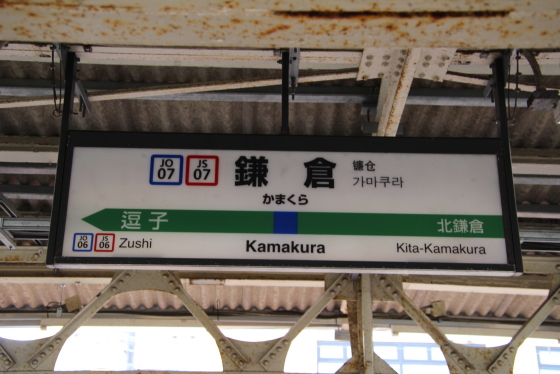 JO 07 JS 07 鎌倉 镰仓
가마쿠라
かまくら
逗子 北鎌倉
JO 06 JS 06 Zushi Kamakura Kita-Kamakura